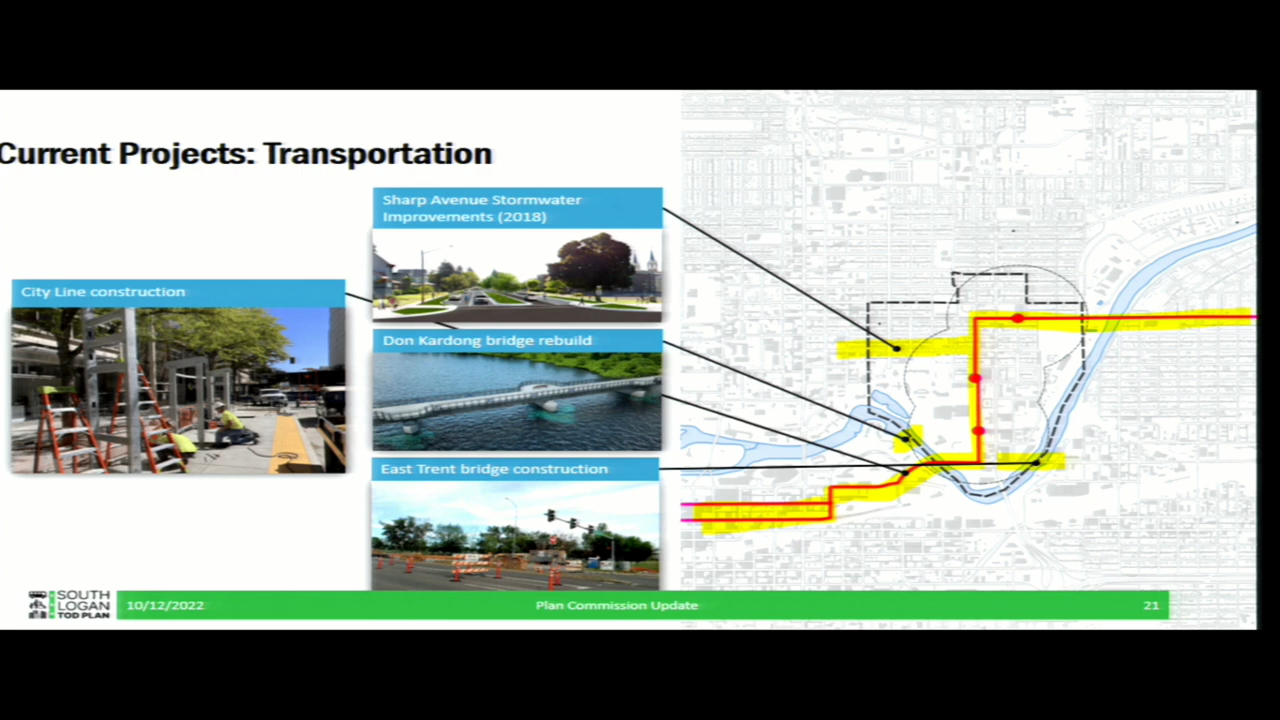 Current Projects: Transportation
Sharp Avenue Stormwater
Improvements (2018)
City Line construction
Don Kardong bridge rebuild
East Trent bridge construction
SOUTH
LOGAN
TOD PLAN
10/12/2022
Plan Commission Update
21